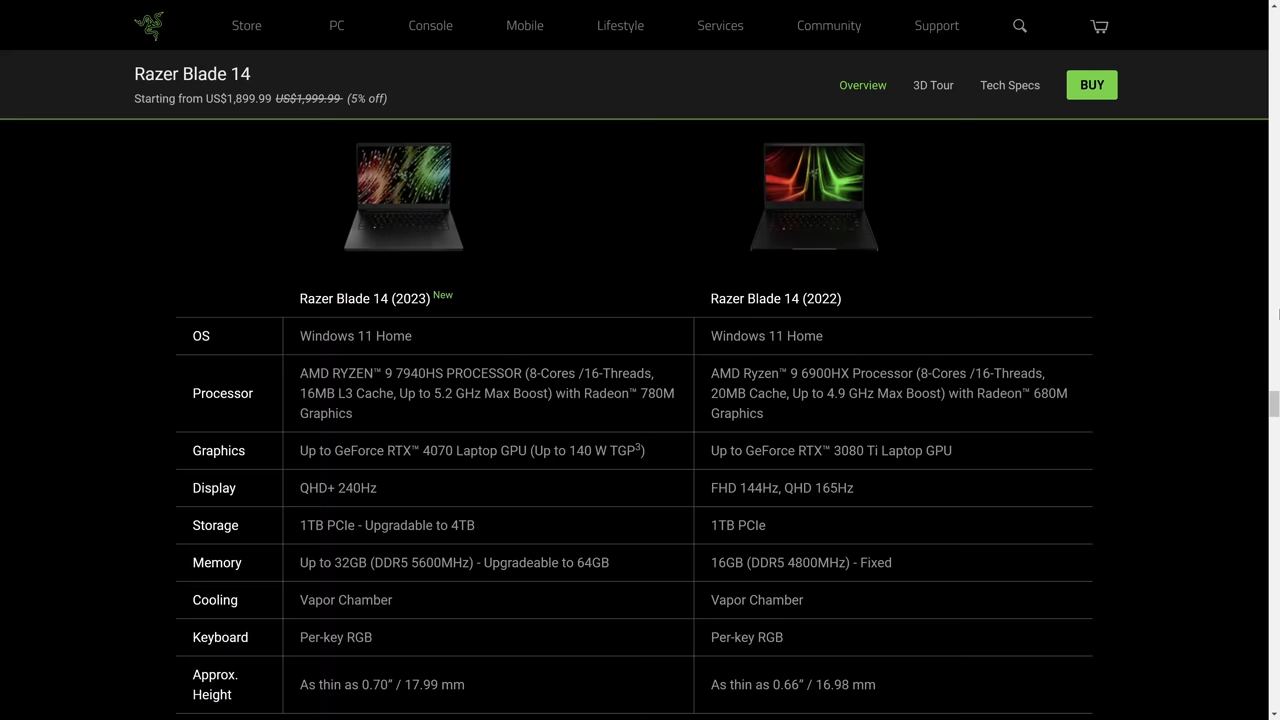 Store PC Console Mobile Lifestyle Services Community Support
Razer Blade 14
Starting from US$1,899.99 US$1,999.99 (5% off)
Overview 3D Tour Tech Specs BUY
Razer Blade 14 (2023) New Razer Blade 14 (2022)
OS Windows 11 Home Windows 11 Home
Processor
AMD RYZEN™ 9 7940HS PROCESSOR (8-Cores /16-Threads,
16MB L3 Cache, Up to 5.2 GHz Max Boost) with Radeon™ 780M
Graphics
AMD Ryzen™ 9 6900HX Processor (8-Cores /16-Threads,
20MB Cache, Up to 4.9 GHz Max Boost) with Radeon™ 680M
Graphics
Graphics Up to GeForce RTX™ 4070 Laptop GPU (Up to 140 W TGP³) Up to GeForce RTX™ 3080 Ti Laptop GPU
Display QHD+ 240Hz FHD 144Hz, QHD 165Hz
Storage 1TB PCIe - Upgradable to 4TB 1TB PCIe
Memory Up to 32GB (DDR5 5600MHz) - Upgradeable to 64GB 16GB (DDR5 4800MHz) - Fixed
Cooling Vapor Chamber Vapor Chamber
Keyboard Per-key RGB Per-key RGB
Approx.
Height
As thin as 0.70” / 17.99 mm As thin as 0.66” / 16.98 mm